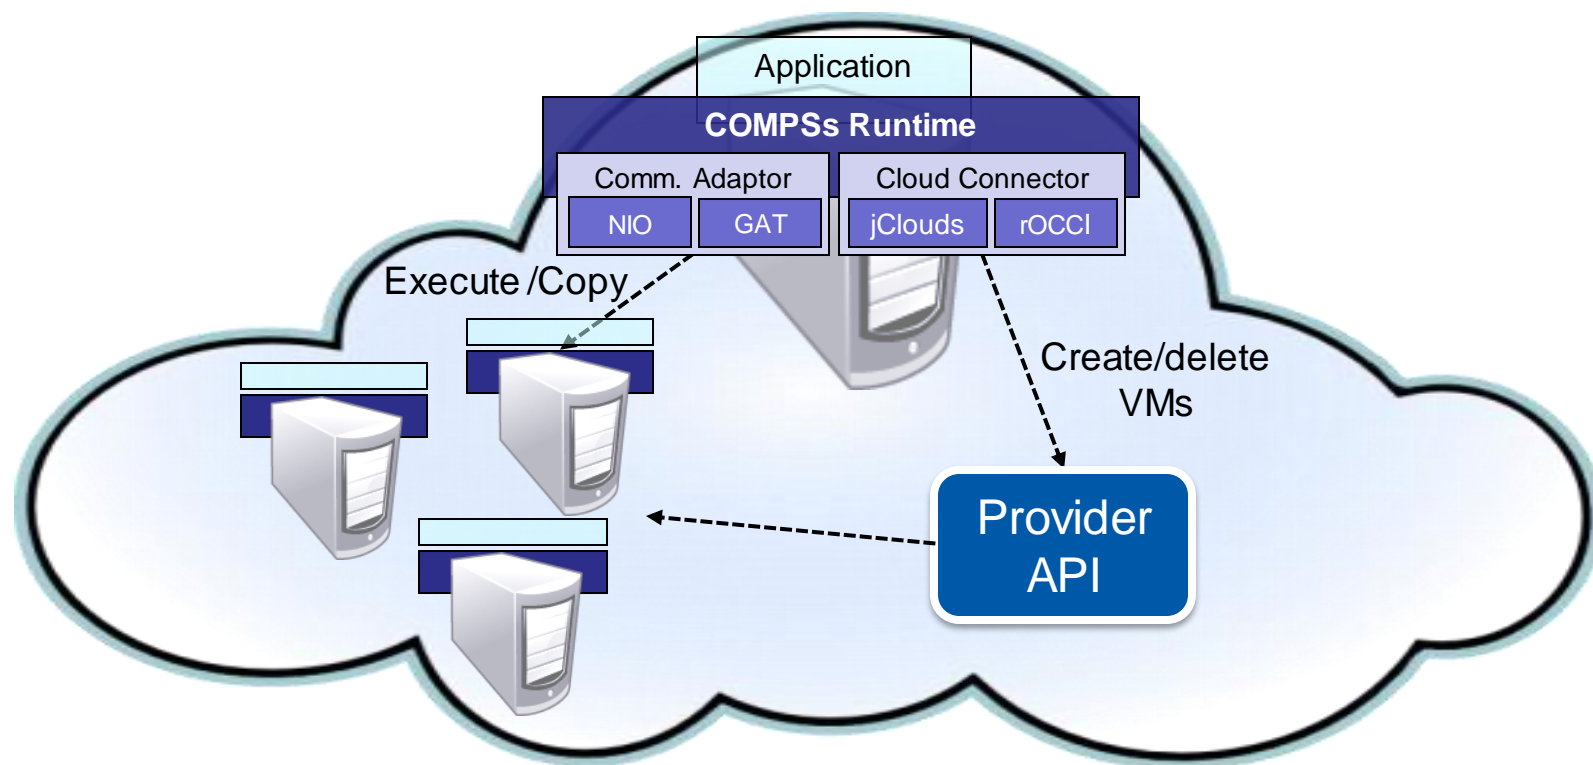 Application
COMPSs Runtime
Comm. Adaptor
Cloud Connector
NIO
GAT
jClouds
rOCCI
Execute /Copy
Create/delete
VMs
Provider
API